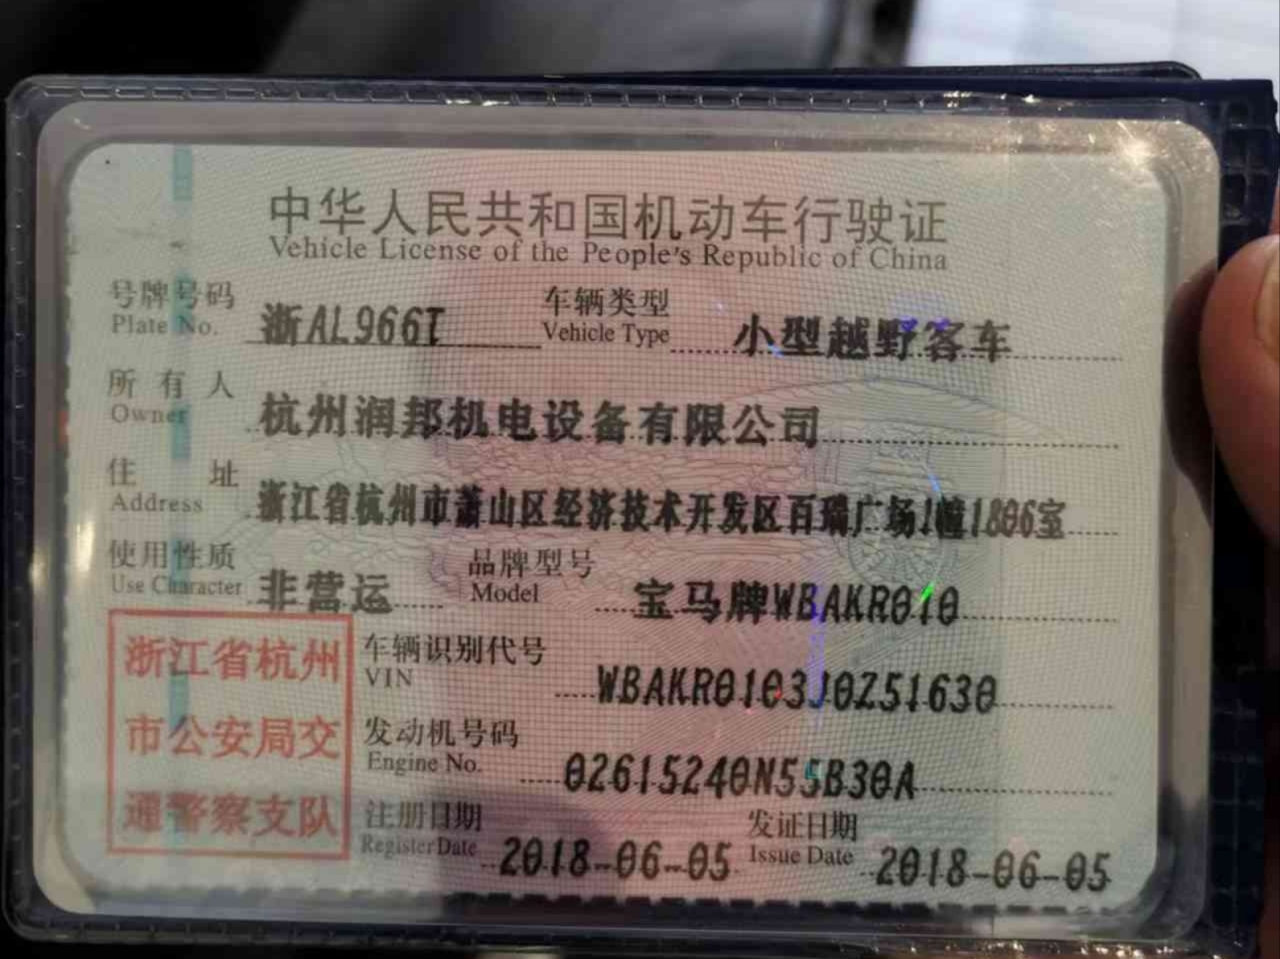 中华人民共和国机动车行驶证
Vehicle License of the People's Republic of China
号牌号码 浙AL966T 车辆类型 小型越野客车
Plate No. Vehicle Type
所有人 杭州润邦机电设备有限公司
Owner
住址 浙江省杭州市萧山区经济技术开发区百瑞广场1幢1806室
Address
使用性质 非营运 品牌型号 宝马牌WBAKR010
Use Character Model
浙江省杭州
市公安局交
通警察支队
车辆识别代号 WBAKR0103J0Z51630
VIN
发动机号码 02615240N55B30A
Engine No.
注册日期 2018-06-05 发证日期 2018-06-05
Register Date Issue Date